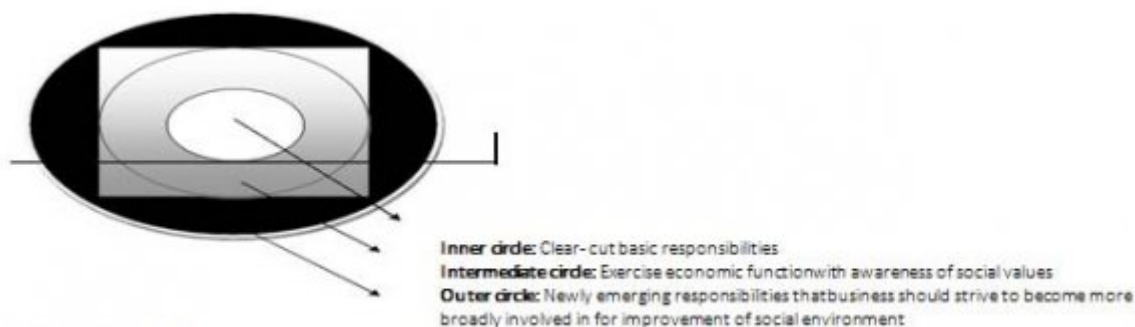 Inner circle: Clear-cut basic responsibilities
Intermediate circle: Exercise economic functionwith awareness of social values
Outer circle: Newly emerging responsibilities thatbusiness should strive to become more
broadly involved in for improvement of social environment